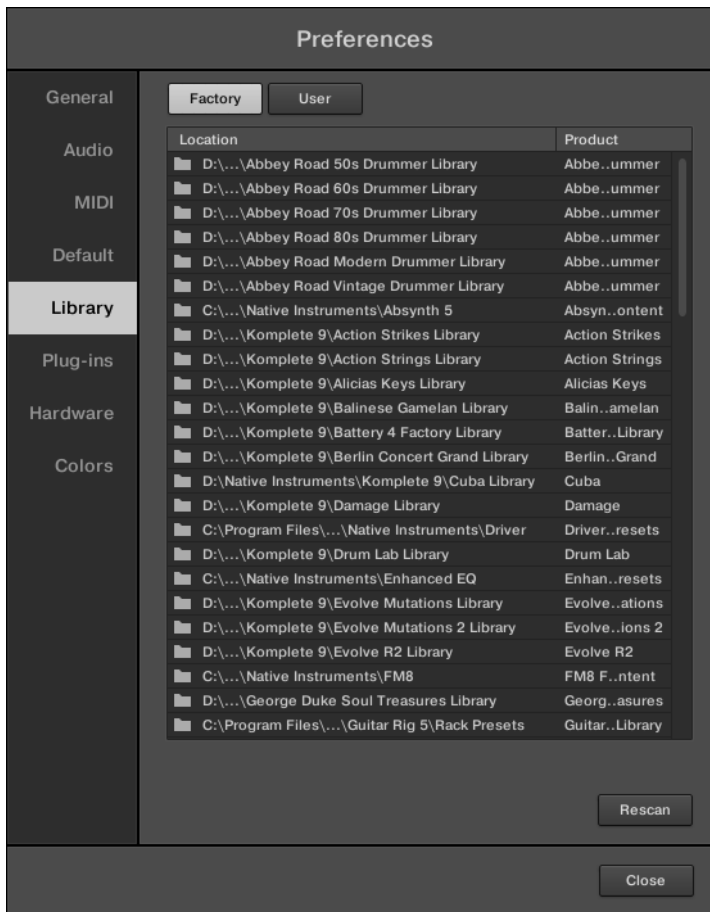 Preferences
General
Audio
MIDI
Default
Library
Plug-ins
Hardware
Colors
Factory User
Location Product
D:\...\Abbey Road 50s Drummer Library Abbe..ummer
D:\...\Abbey Road 60s Drummer Library Abbe..ummer
D:\...\Abbey Road 70s Drummer Library Abbe..ummer
D:\...\Abbey Road 80s Drummer Library Abbe..ummer
D:\...\Abbey Road Modern Drummer Library Abbe..ummer
D:\...\Abbey Road Vintage Drummer Library Abbe..ummer
C:\...\Native Instruments\Absynth 5 Absyn..ontent
D:\...\Komplete 9\Action Strikes Library Action Strikes
D:\...\Komplete 9\Action Strings Library Action Strings
D:\...\Komplete 9\Alicias Keys Library Alicias Keys
D:\...\Komplete 9\Balinese Gamelan Library Balin..amelan
D:\...\Komplete 9\Battery 4 Factory Library Batter..Library
D:\...\Komplete 9\Berlin Concert Grand Library Berlin..Grand
D:\Native Instruments\Komplete 9\Cuba Library Cuba
D:\...\Komplete 9\Damage Library Damage
C:\Program Files\...\Native Instruments\Driver Driver..resets
D:\...\Komplete 9\Drum Lab Library Drum Lab
C:\...\Native Instruments\Enhanced EQ Enhan..resets
D:\...\Komplete 9\Evolve Mutations Library Evolve..ations
D:\...\Komplete 9\Evolve Mutations 2 Library Evolve..ions 2
D:\...\Komplete 9\Evolve R2 Library Evolve R2
C:\...\Native Instruments\FM8 FM8 F..ntent
D:\...\George Duke Soul Treasures Library Georg..asures
C:\Program Files\...\Guitar Rig 5\Rack Presets Guitar..Library
Rescan
Close